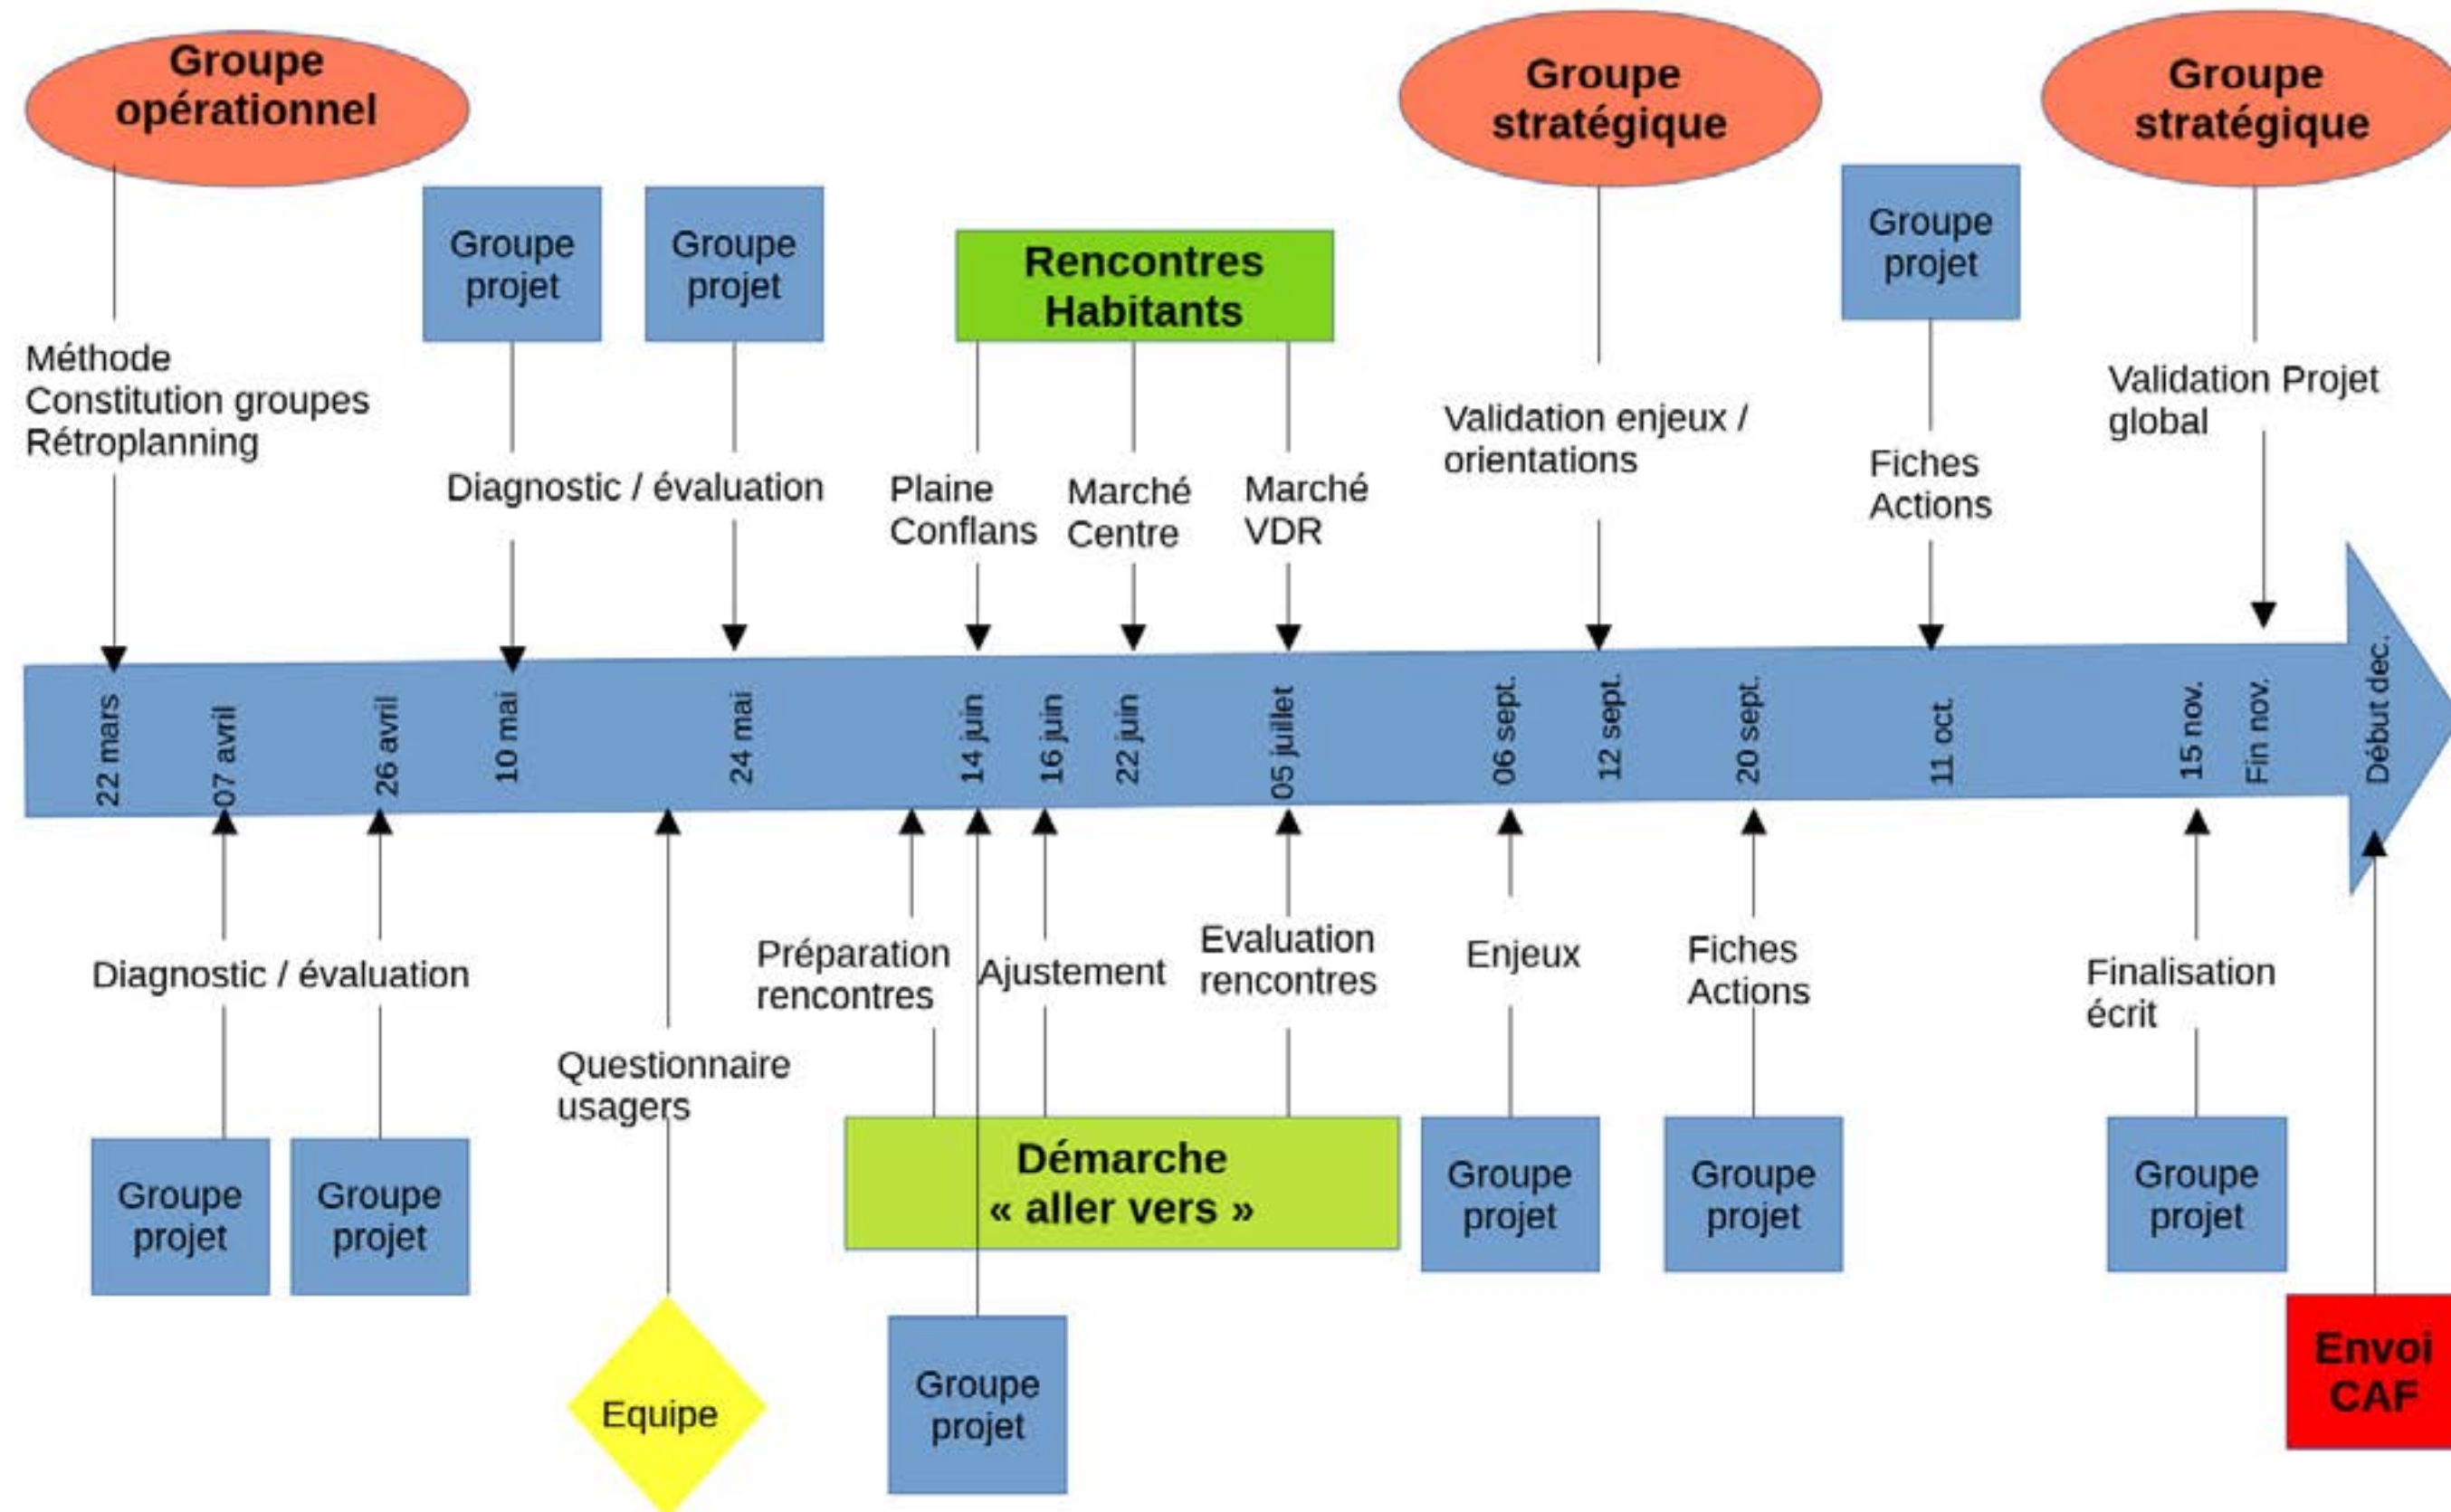 Groupe
opérationnel
Groupe
stratégique
Groupe
stratégique
Groupe
projet
Groupe
projet
Rencontres
Habitants
Groupe
projet
Méthode
Constitution groupes
Rétroplanning
Diagnostic / évaluation
Plaine
Conflans
Marché
Centre
Marché
VDR
Validation enjeux /
orientations
Fiches
Actions
Validation Projet
global
22 mars
07 avril
26 avril
10 mai
24 mai
14 juin
16 juin
22 juin
05 juillet
06 sept.
12 sept.
20 sept.
11 oct.
15 nov.
Fin nov.
Début dec.
Diagnostic / évaluation
Questionnaire
usagers
Préparation
rencontres
Ajustement
Evaluation
rencontres
Enjeux
Fiches
Actions
Finalisation
écrit
Groupe
projet
Groupe
projet
Démarche
« aller vers »
Groupe
projet
Groupe
projet
Groupe
projet
Equipe
Groupe
projet
Envoi
CAF